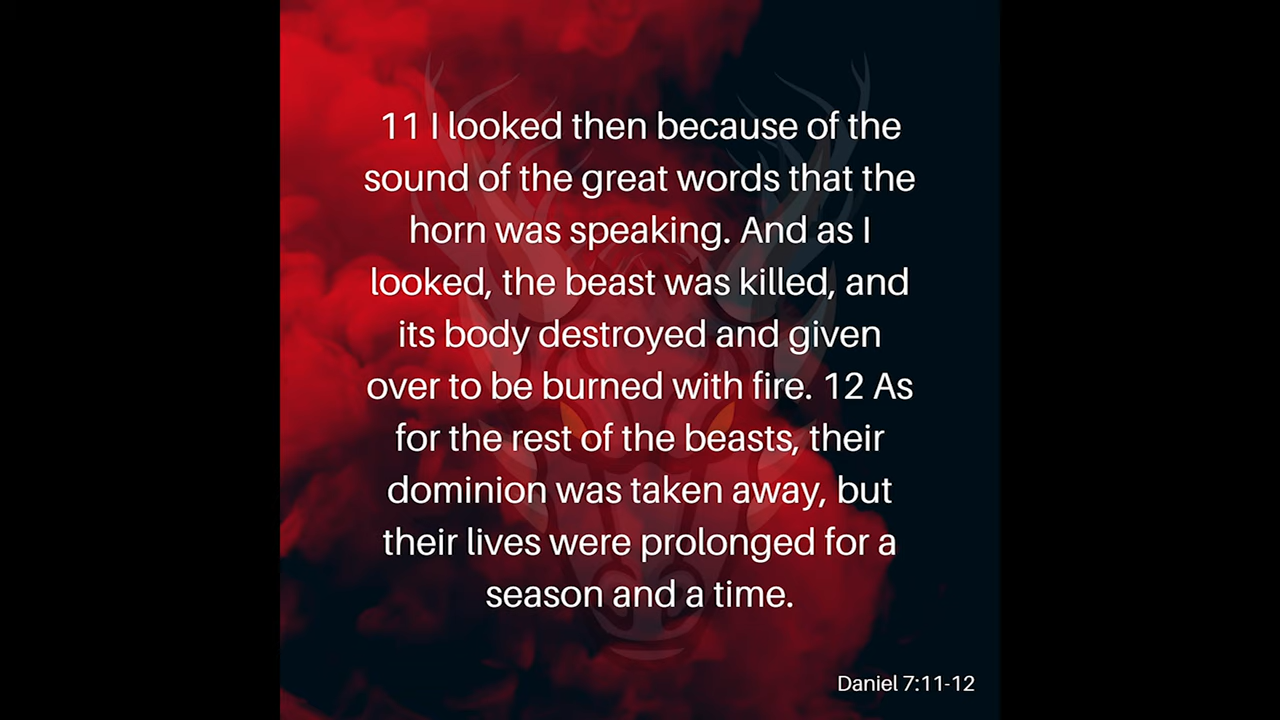 11 I looked then because of the
sound of the great words that the
horn was speaking. And as I
looked, the beast was killed, and
its body destroyed and given
over to be burned with fire. 12 As
for the rest of the beasts, their
dominion was taken away, but
their lives were prolonged for a
season and a time.
Daniel 7:11-12